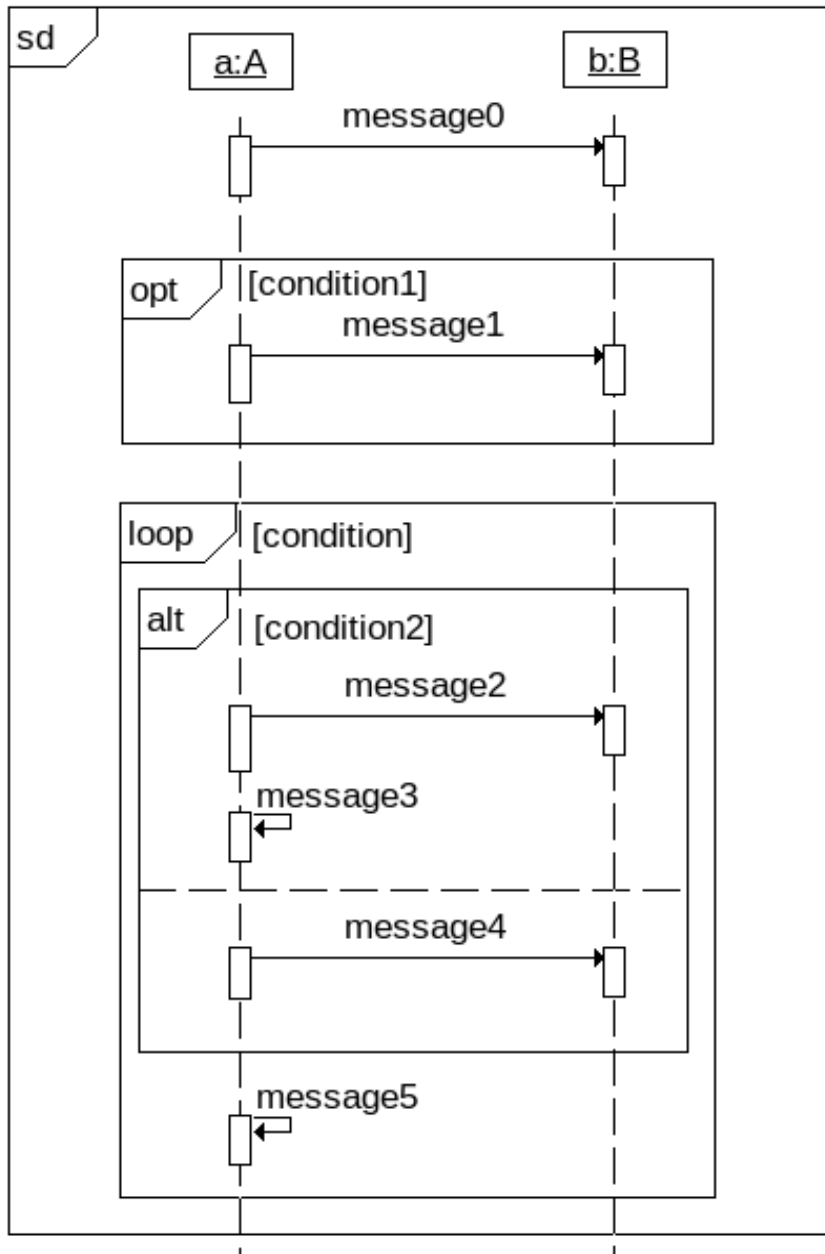 sd
a:A
b:B
message0
opt
[condition1]
message1
loop
[condition]
alt
[condition2]
message2
message3
message4
message5